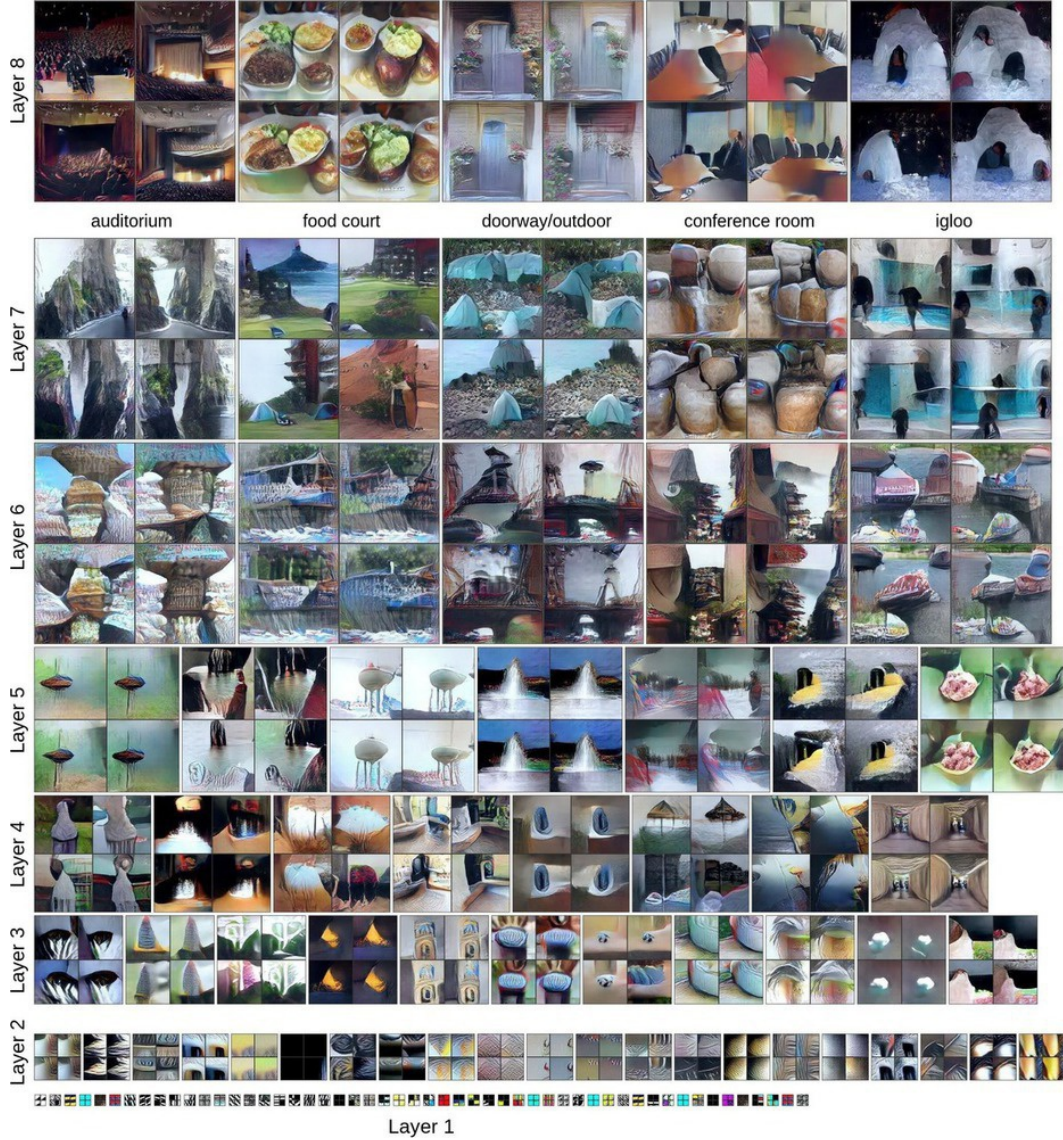 Layer 8
auditorium food court doorway/outdoor conference room igloo
Layer 7
Layer 6
Layer 5
Layer 4
Layer 3
Layer 2
Layer 1